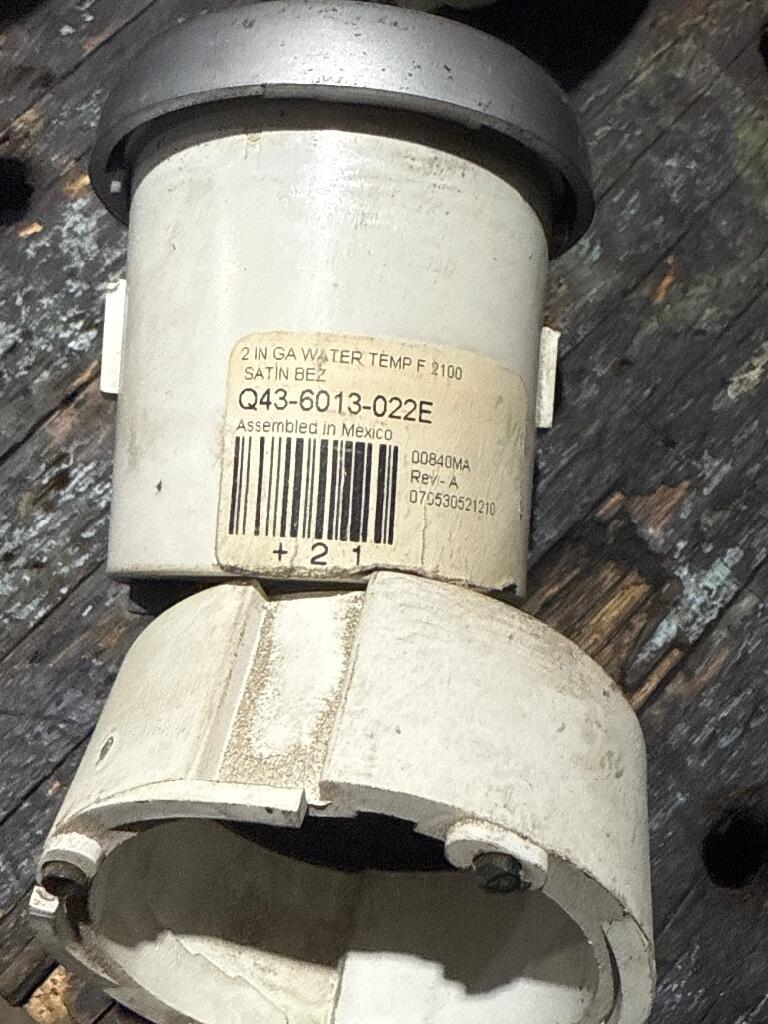 2 IN GA WATER TEMP F 2100
SATIN BEZ
Q43-6013-022E
Assembled in Mexico
00840MA
Rev - A
070530521210
+ 2 1